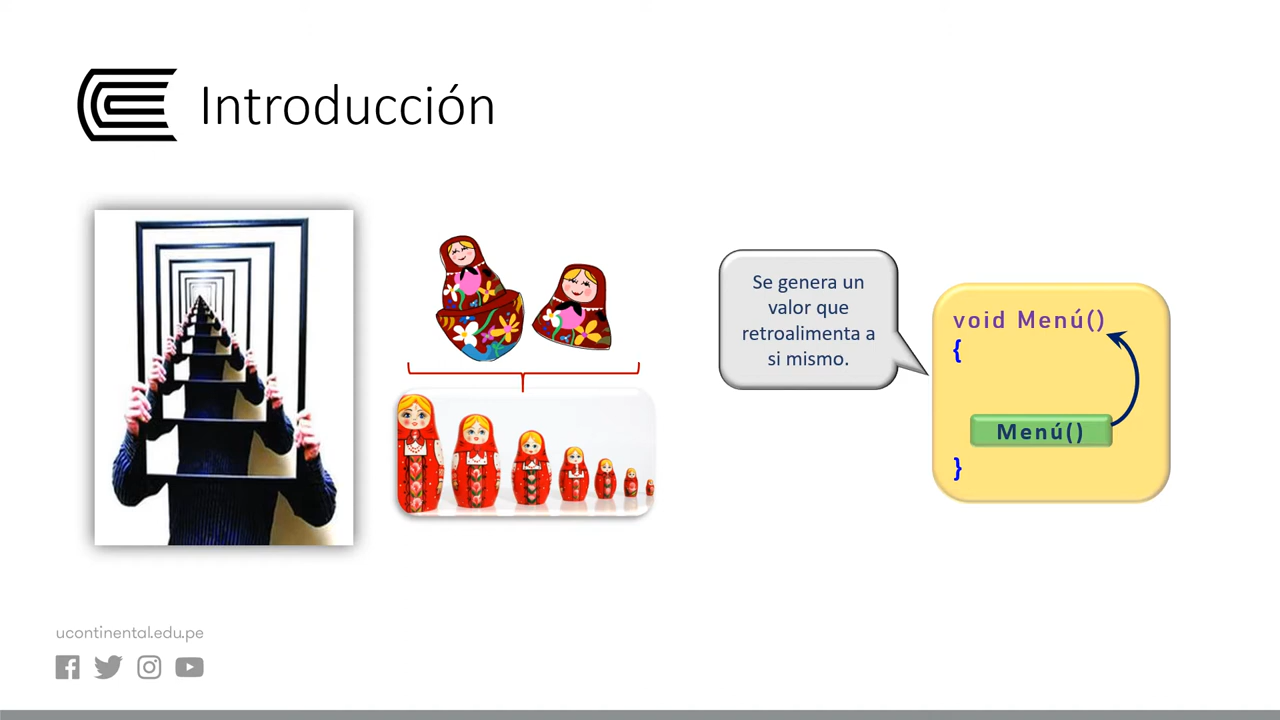 Introducción
Se genera un
valor que
retroalimenta a
si mismo.
void Menú()
{
Menú()
}
ucontinental.edu.pe